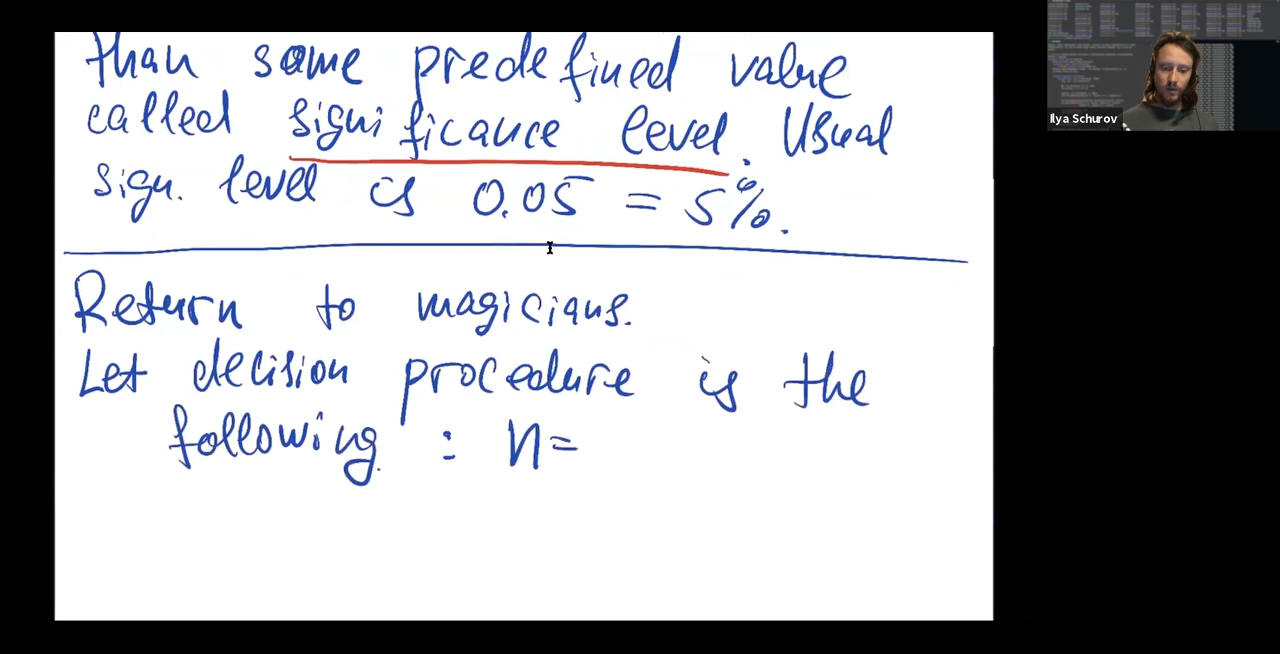 than some predefined value
called significance level. Usual
sign. level is 0.05 = 5%.
Return to magicians.
Let decision procedure is the
following : n=
Ilya Schurov